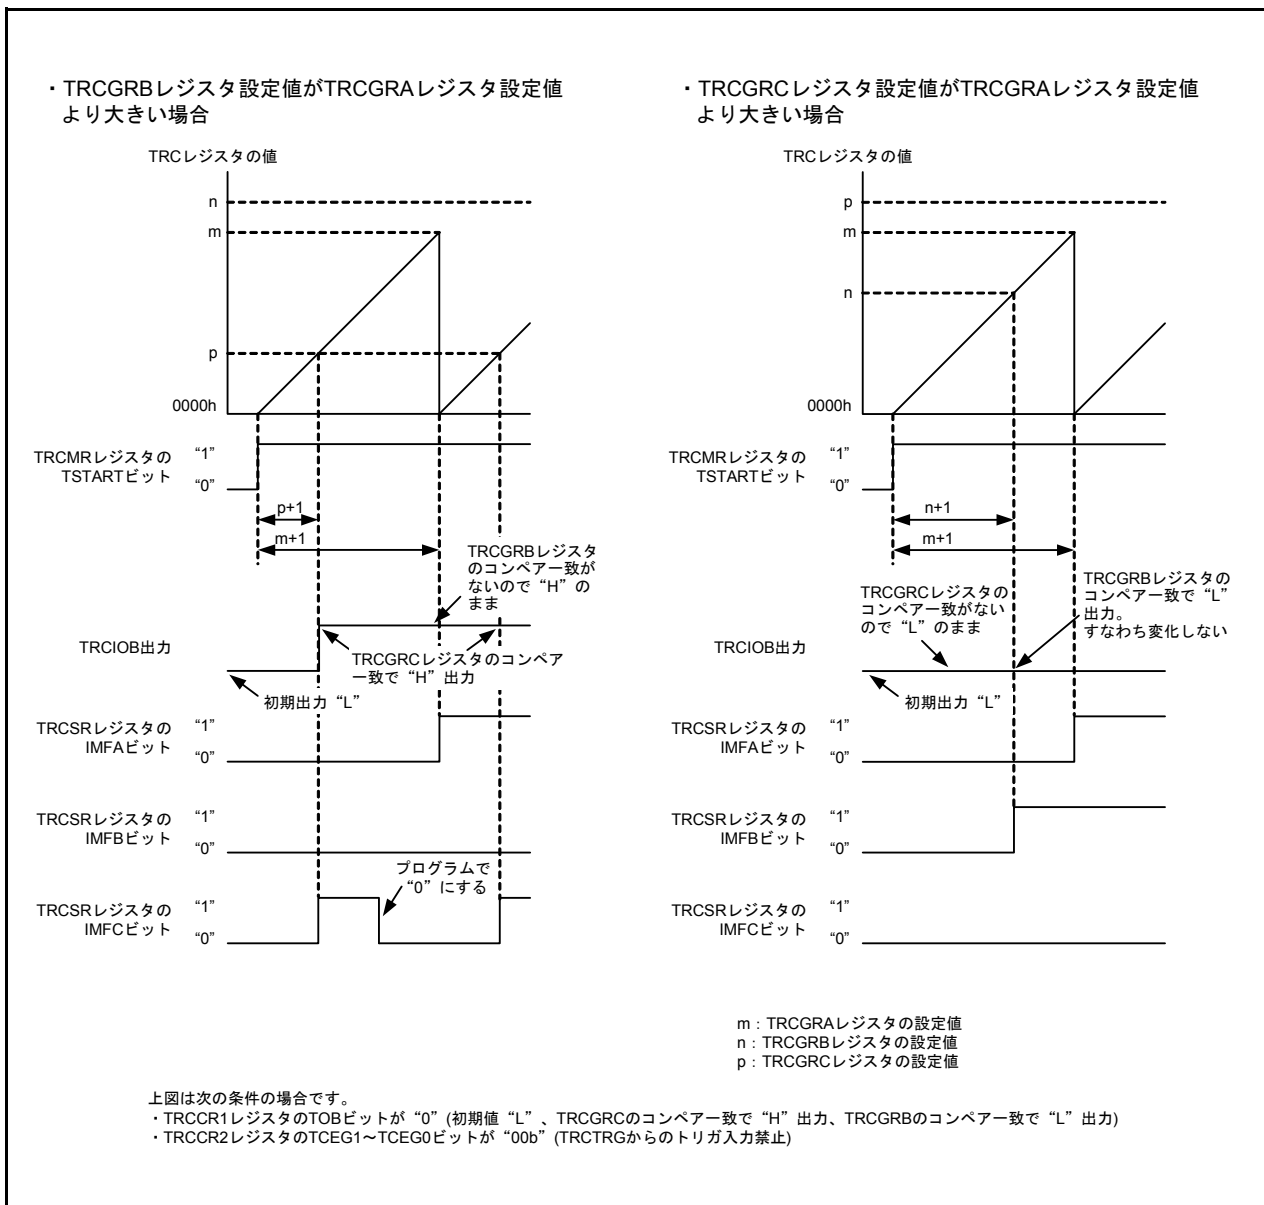 ・TRCGRBレジスタ設定値がTRCGRAレジスタ設定値
より大きい場合
TRCレジスタの値
n
m
p
0000h
TRCMRレジスタの
TSTARTビット
“1”
“0”
p+1
m+1
TRCGRBレジスタ
のコンペア一致が
ないので“H”の
まま
TRCIOB出力
TRCGRCレジスタのコンペア
一致で“H”出力
初期出力“L”
TRCSRレジスタの
IMFAビット
“1”
“0”
TRCSRレジスタの
IMFBビット
“1”
“0”
プログラムで
“0”にする
TRCSRレジスタの
IMFCビット
“1”
“0”
・TRCGRCレジスタ設定値がTRCGRAレジスタ設定値
より大きい場合
TRCレジスタの値
p
m
n
0000h
TRCMRレジスタの
TSTARTビット
“1”
“0”
n+1
m+1
TRCGRCレジスタの
コンペア一致がない
ので“L”のまま
TRCGRBレジスタの
コンペア一致で“L”
出力。
すなわち変化しない
TRCIOB出力
初期出力“L”
TRCSRレジスタの
IMFAビット
“1”
“0”
TRCSRレジスタの
IMFBビット
“1”
“0”
TRCSRレジスタの
IMFCビット
“1”
“0”
m：TRCGRAレジスタの設定値
n：TRCGRBレジスタの設定値
p：TRCGRCレジスタの設定値
上図は次の条件の場合です。
・TRCCR1レジスタのTOBビットが“0”(初期値“L”、TRCGRCのコンペア一致で“H”出力、TRCGRBのコンペア一致で“L”出力)
・TRCCR2レジスタのTCEG1～TCEG0ビットが“00b”(TRCTRGからのトリガ入力禁止)